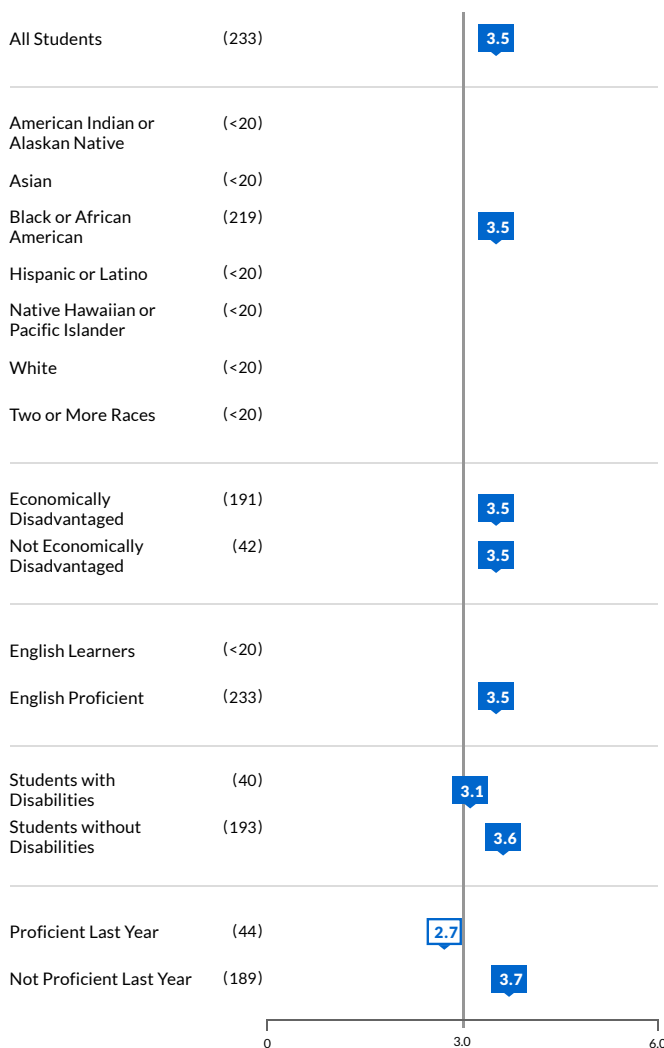 All Students (233) 3.5
American Indian or (<20)
Alaskan Native
Asian (<20)
Black or African (219) 3.5
American
Hispanic or Latino (<20)
Native Hawaiian or (<20)
Pacific Islander
White (<20)
Two or More Races (<20)
Economically (191) 3.5
Disadvantaged
Not Economically (42) 3.5
Disadvantaged
English Learners (<20)
English Proficient (233) 3.5
Students with (40) 3.1
Disabilities
Students without (193) 3.6
Disabilities
Proficient Last Year (44) 2.7
Not Proficient Last Year (189) 3.7
0 3.0 6.0